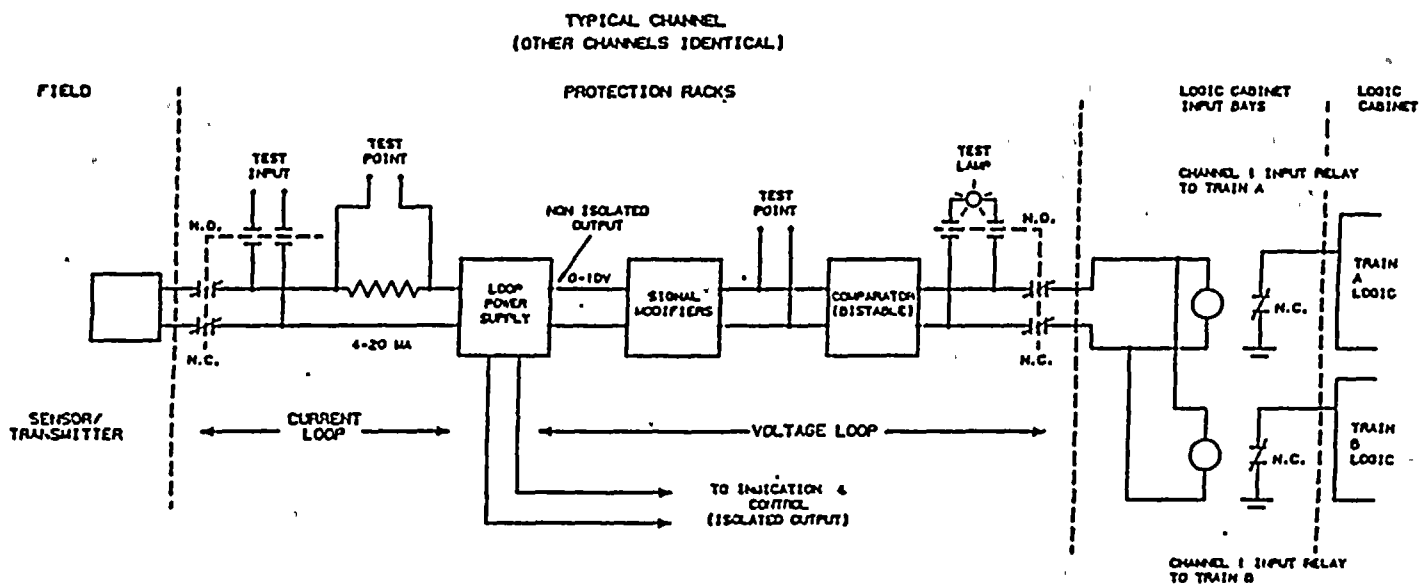 TYPICAL CHANNEL
(OTHER CHANNELS IDENTICAL)
FIELD
PROTECTION RACKS
LOGIC CABINET
INPUT BAYS
LOGIC
CABINET
TEST
INPUT
TEST
POINT
TEST
LAMP
CHANNEL I INPUT RELAY
TO TRAIN A
NON ISOLATED
OUTPUT
TEST
POINT
N.O.
N.O.
0-10V
LOOP
POWER
SUPPLY
SIGNAL
MODIFIERS
COMPARATOR
(BISTABLE)
N.C.
TRAIN
A
LOGIC
N.C.
4-20 MA
N.C.
SENSOR/
TRANSMITTER
CURRENT
LOOP
VOLTAGE LOOP
N.C.
TRAIN
B
LOGIC
TO INDICATION &
CONTROL
(ISOLATED OUTPUT)
CHANNEL I INPUT RELAY
TO TRAIN B